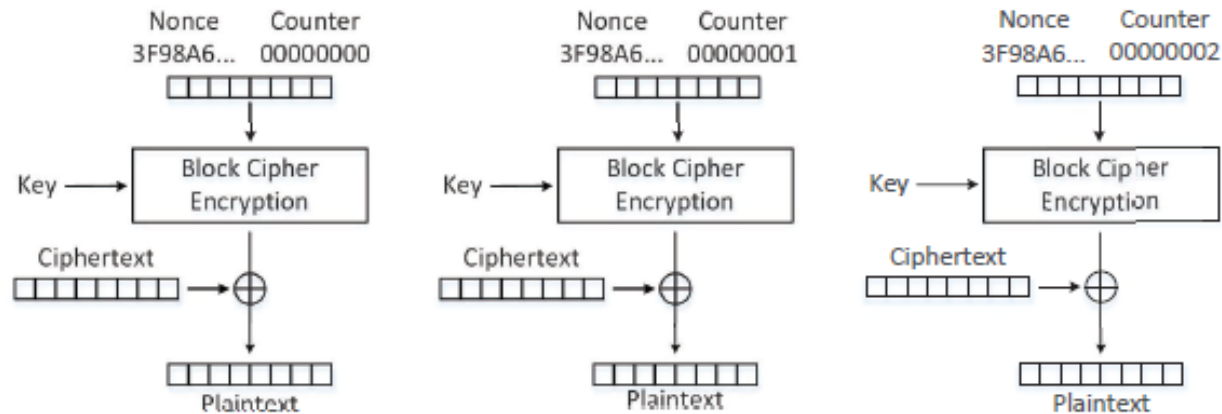 Nonce Counter
3F98A6... 00000000
Block Cipher
Encryption
Key
Ciphertext
Plaintext
Nonce Counter
3F98A6... 00000001
Block Cipher
Encryption
Key
Ciphertext
Plaintext
Nonce Counter
3F98A6... 00000002
Block Cipher
Encryption
Key
Ciphertext
Plaintext